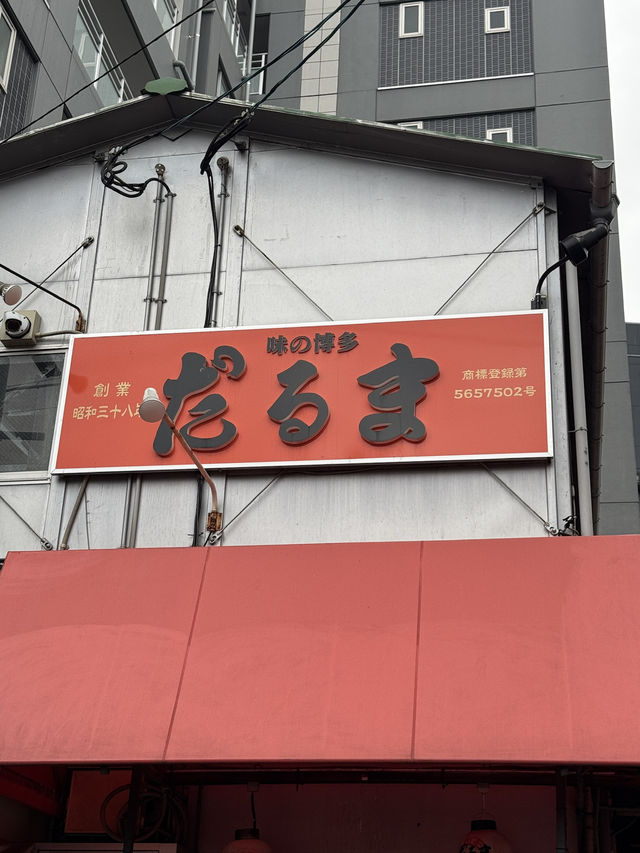 味の博多
だるま
創業
昭和三十八年
商標登録第
5657502号